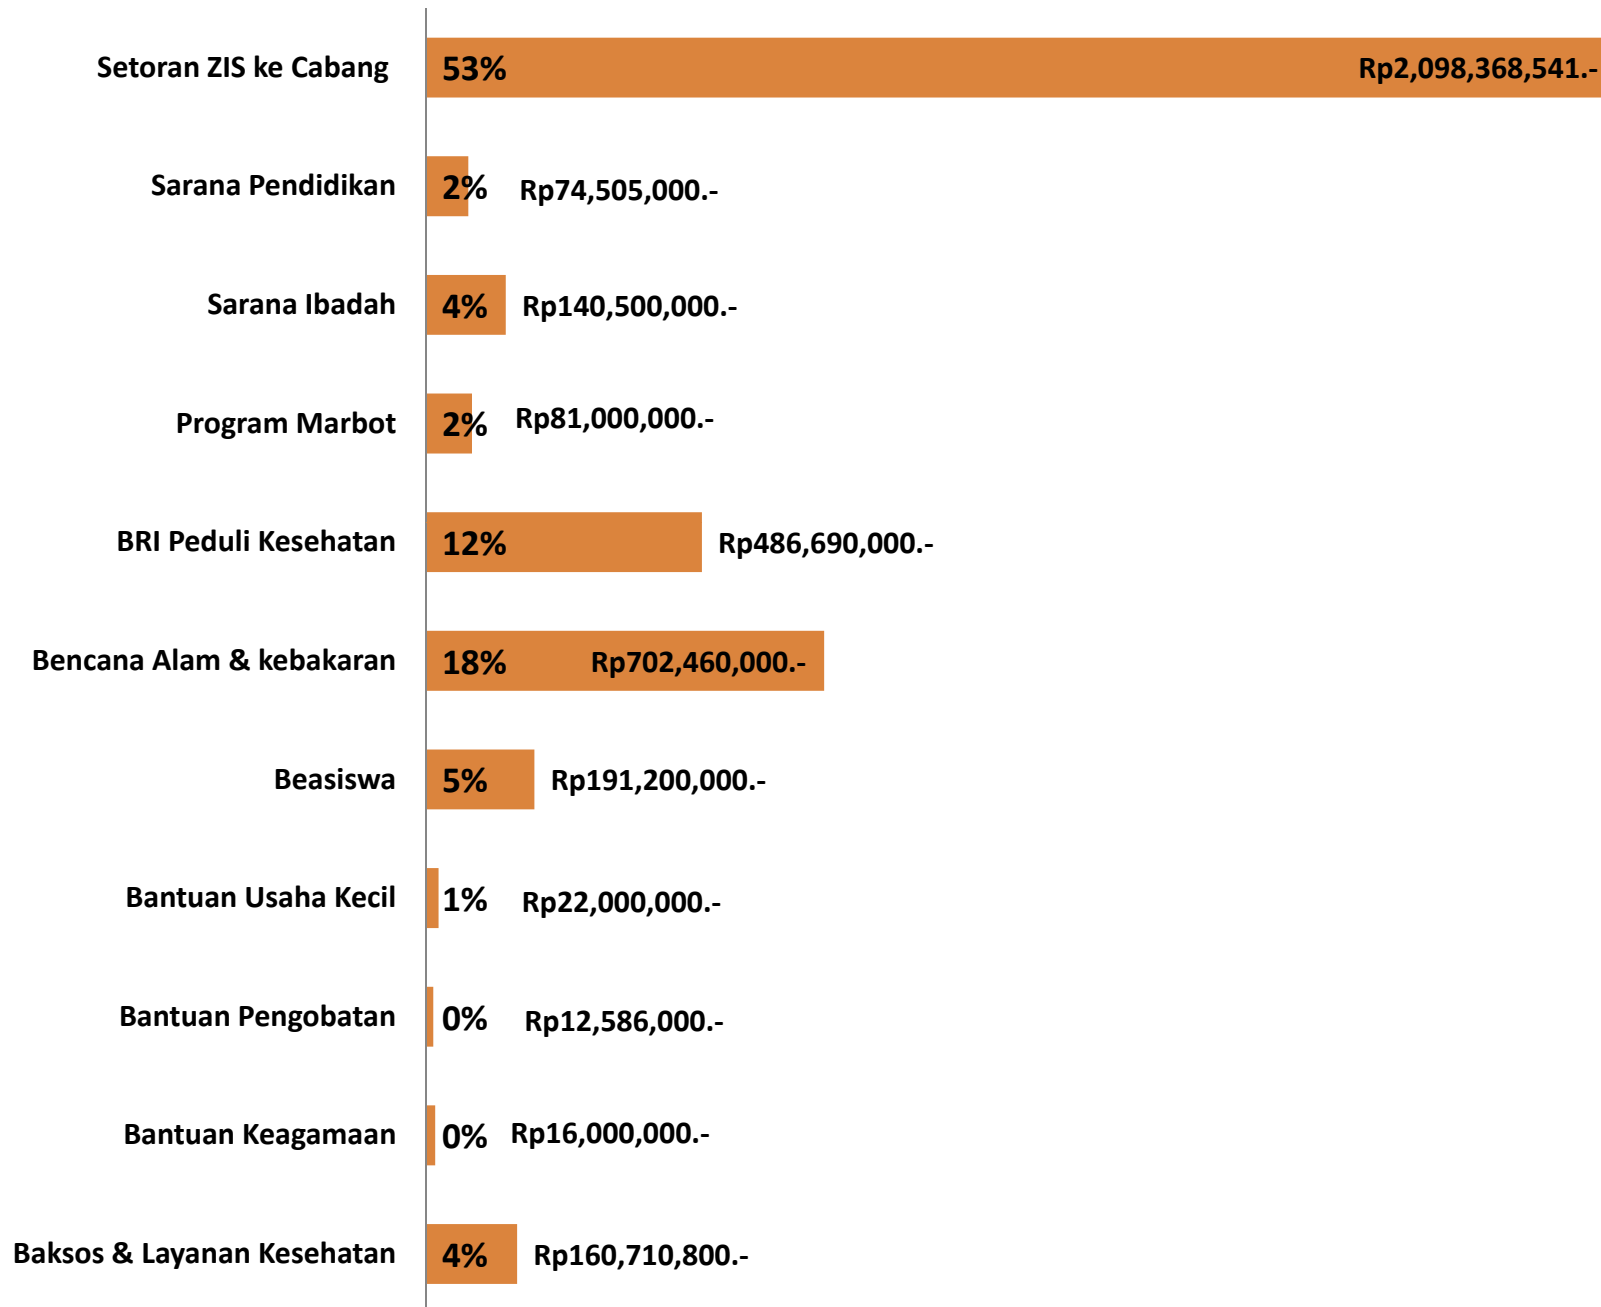 Setoran ZIS ke Cabang 53% Rp2,098,368,541.-
Sarana Pendidikan 2% Rp74,505,000.-
Sarana Ibadah 4% Rp140,500,000.-
Program Marbot 2% Rp81,000,000.-
BRI Peduli Kesehatan 12% Rp486,690,000.-
Bencana Alam & kebakaran 18% Rp702,460,000.-
Beasiswa 5% Rp191,200,000.-
Bantuan Usaha Kecil 1% Rp22,000,000.-
Bantuan Pengobatan 0% Rp12,586,000.-
Bantuan Keagamaan 0% Rp16,000,000.-
Baksos & Layanan Kesehatan 4% Rp160,710,800.-